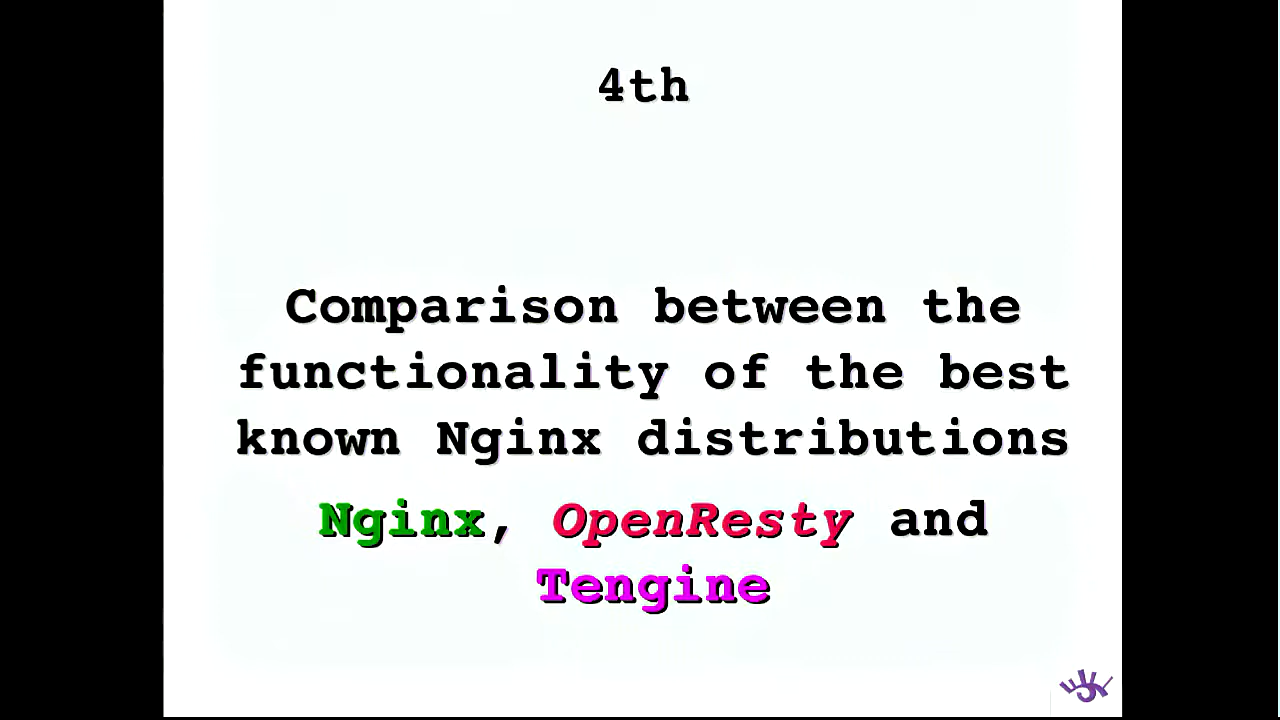 4th
Comparison between the
functionality of the best
known Nginx distributions
Nginx, OpenResty and
Tengine